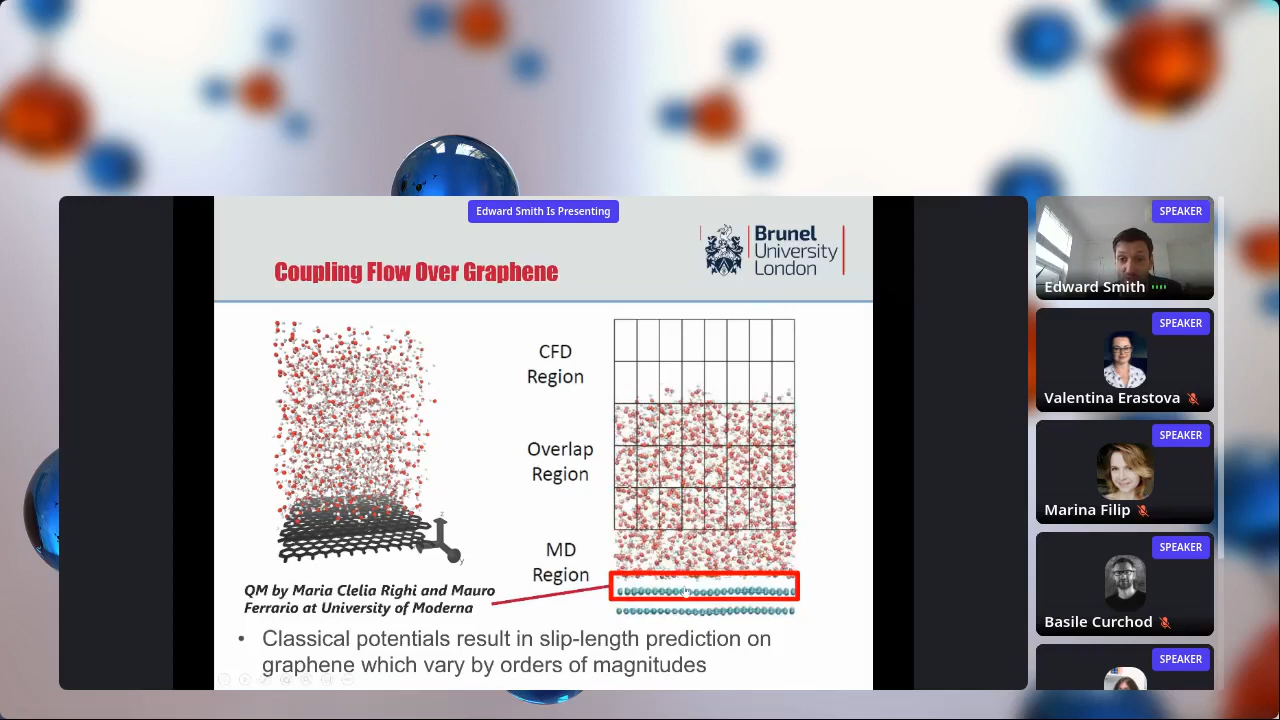 Edward Smith Is Presenting
Coupling Flow Over Graphene
Brunel
University
London
CFD
Region
Overlap
Region
MD
Region
z
y
QM by Maria Clelia Righi and Mauro
Ferrario at University of Moderna
• Classical potentials result in slip-length prediction on
graphene which vary by orders of magnitudes
SPEAKER
Edward Smith
SPEAKER
Valentina Erastova
SPEAKER
Marina Filip
SPEAKER
Basile Curchod
SPEAKER